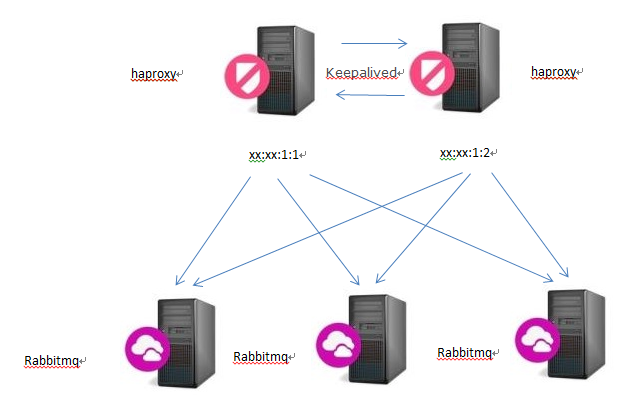 haproxy
Keepalived
haproxy
xx:xx:1:1
xx:xx:1:2
Rabbitmq
Rabbitmq
Rabbitmq